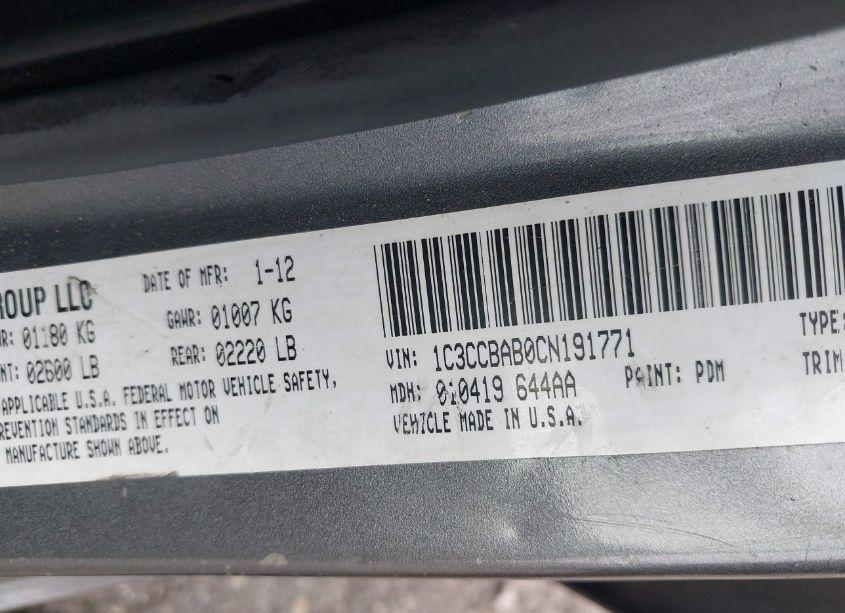 ROUP LLC DATE OF MFR: 1-12
R: 01180 KG GAWR: 01007 KG
NT: 02600 LB REAR: 02220 LB
APPLICABLE U.S.A. FEDERAL MOTOR VEHICLE SAFETY,
REVENTION STANDARDS IN EFFECT ON
MANUFACTURE SHOWN ABOVE.
VIN: 1C3CCBAB0CN191771 TYPE:
MDH: 010419 644AA PAINT: PDM TRIM
VEHICLE MADE IN U.S.A.